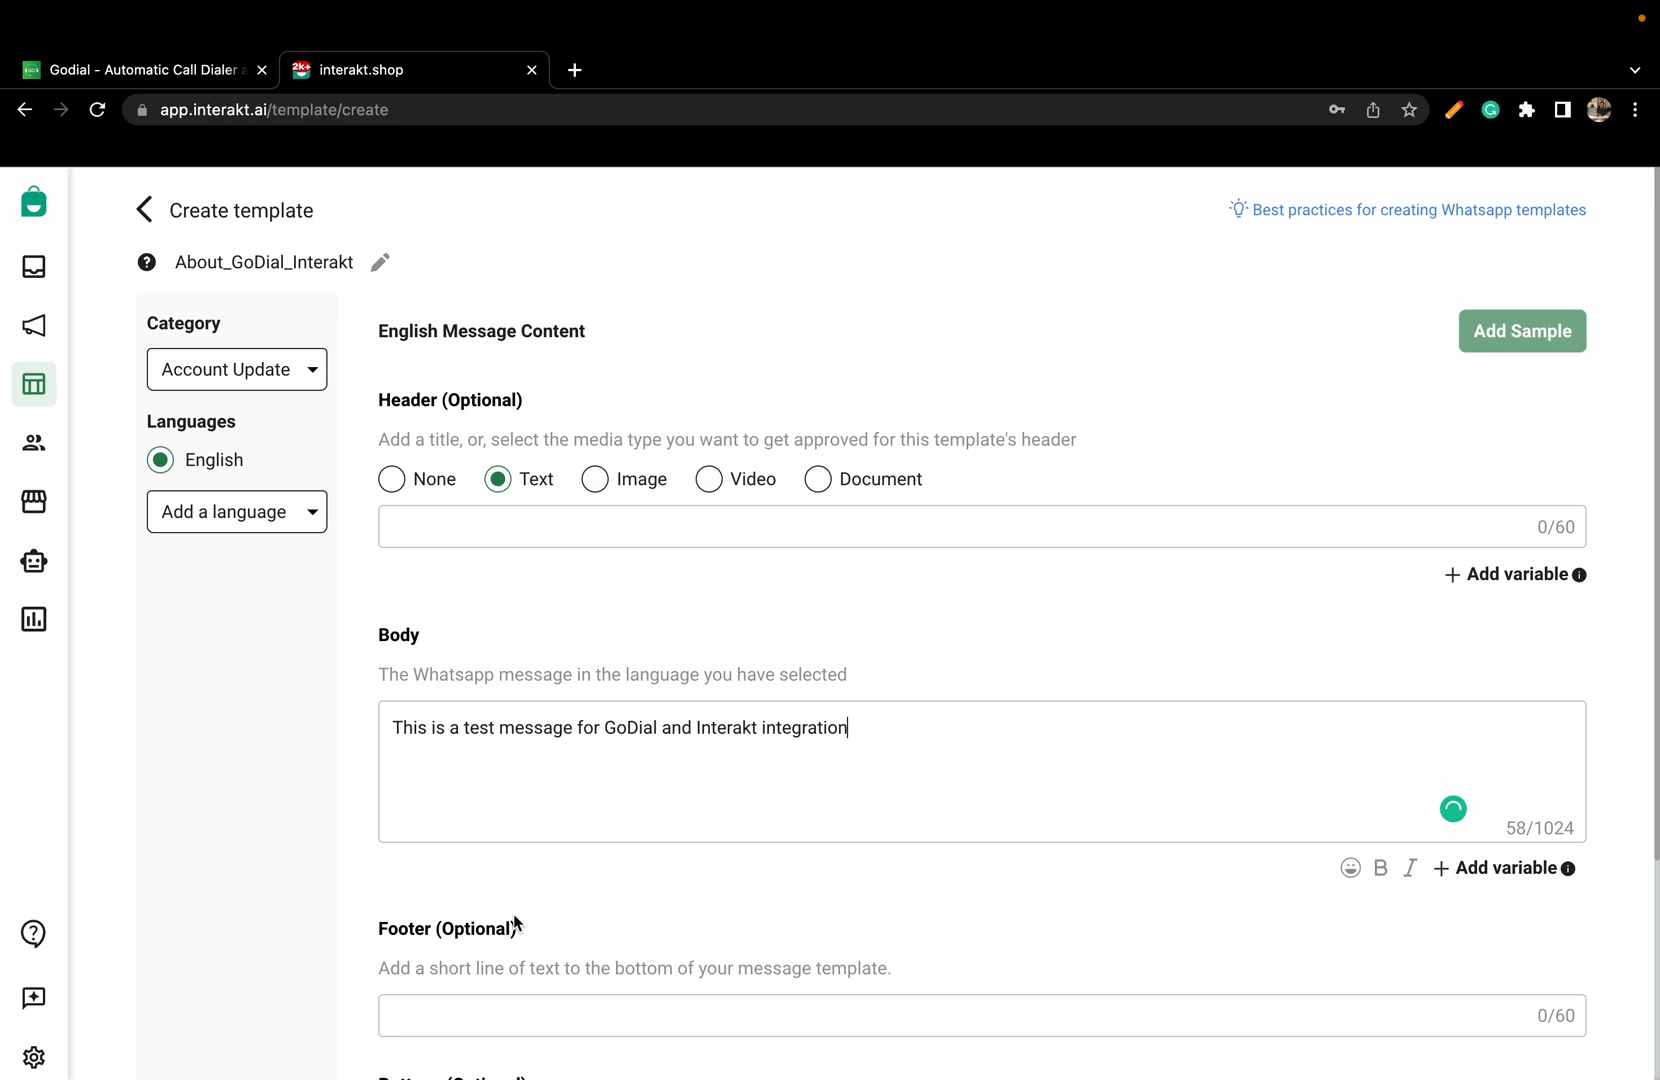 Godial - Automatic Call Dialer a
2k+
interakt.shop
app.interakt.ai/template/create
Create template
Best practices for creating Whatsapp templates
About_GoDial_Interakt
Category
Account Update
Languages
English
Add a language
English Message Content
Add Sample
Header (Optional)
Add a title, or, select the media type you want to get approved for this template's header
None Text Image Video Document
0/60
+ Add variable
Body
The Whatsapp message in the language you have selected
This is a test message for GoDial and Interakt integration
58/1024
B I + Add variable
Footer (Optional)
Add a short line of text to the bottom of your message template.
0/60